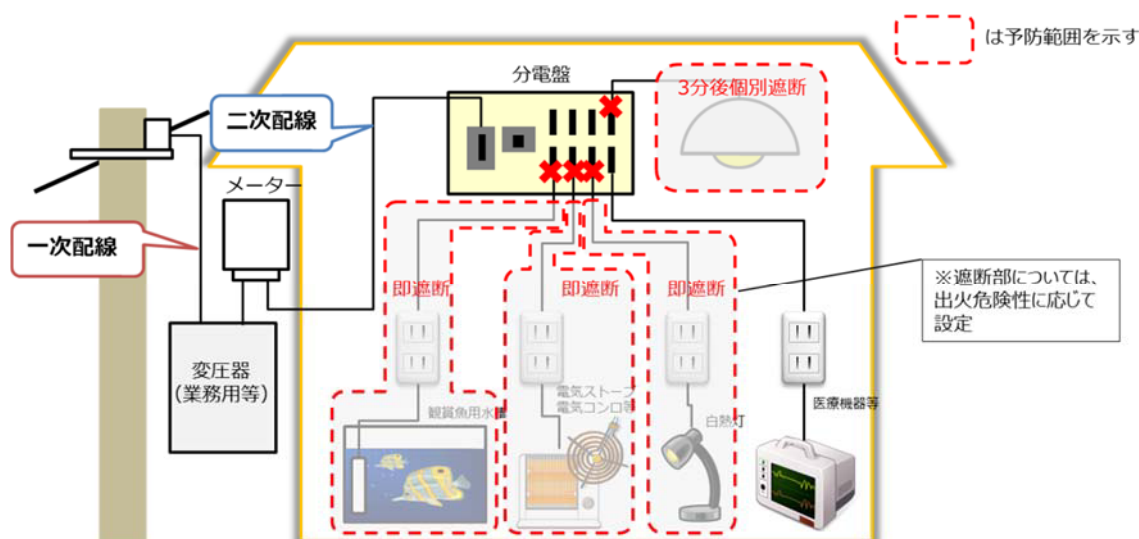 は予防範囲を示す
分電盤
3分後個別遮断
二次配線
メーター
一次配線
即遮断
即遮断
即遮断
※遮断部については、
出火危険性に応じて
設定
変圧器
(業務用等)
観賞魚用水槽
電気ストーブ
電気コンロ等
白熱灯
医療機器等